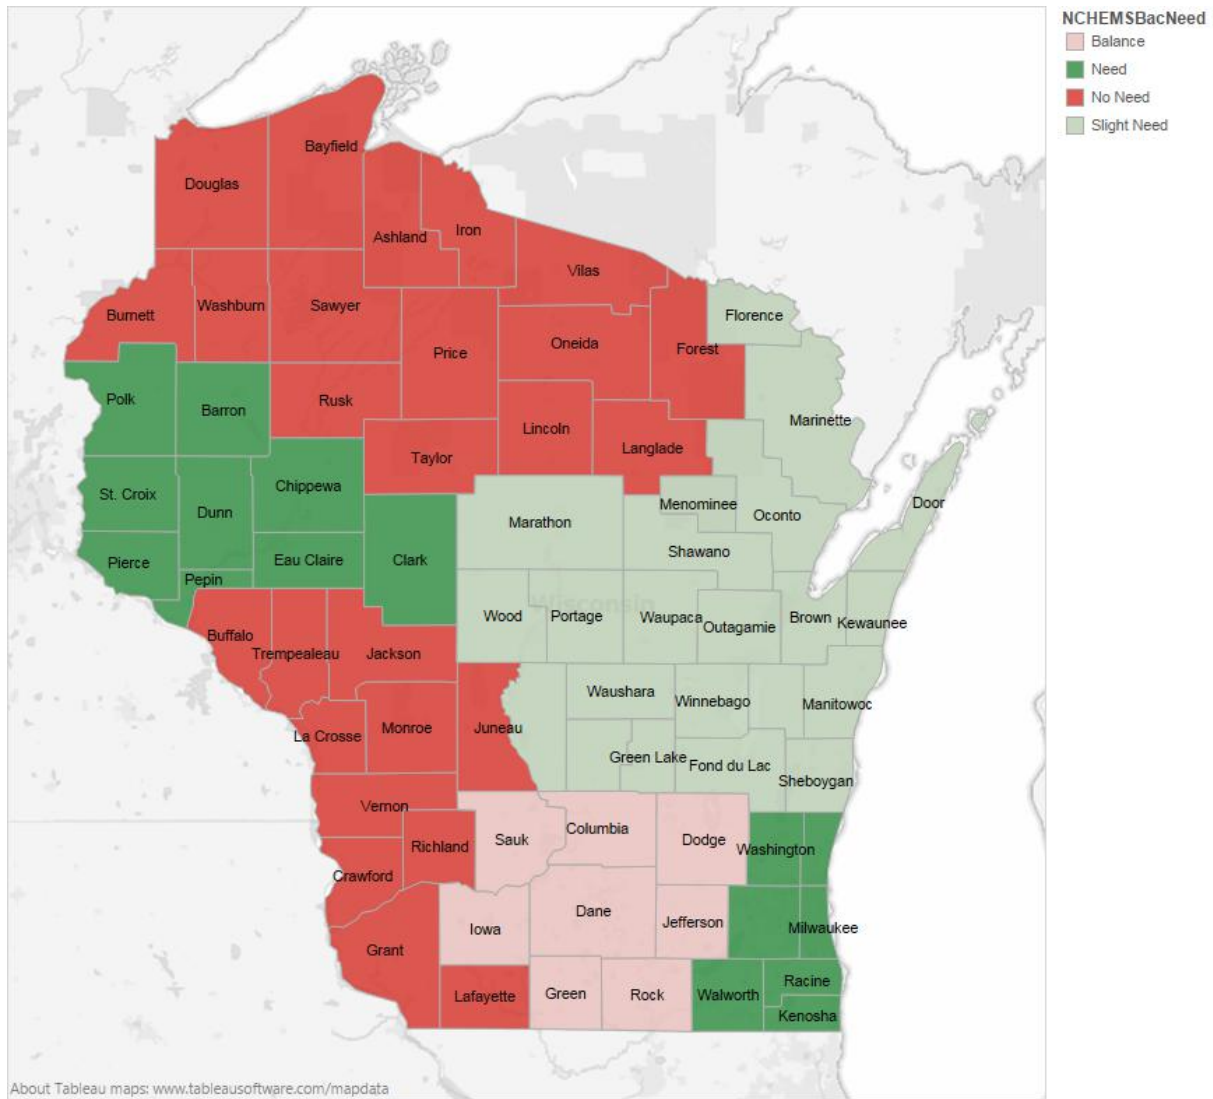 NCHEMSBacNeed
Balance
Need
No Need
Slight Need
Bayfield
Douglas
Ashland
Iron
Vilas
Burnett
Washburn
Sawyer
Florence
Price
Oneida
Forest
Polk
Barron
Rusk
Lincoln
Marinette
Taylor
Langlade
St. Croix
Dunn
Chippewa
Marathon
Menominee
Oconto
Door
Shawano
Pierce
Eau Claire
Clark
Pepin
Wisconsin
Wood
Portage
Waupaca
Outagamie
Brown
Kewaunee
Buffalo
Trempealeau
Jackson
Waushara
Winnebago
Manitowoc
La Crosse
Monroe
Juneau
Green Lake
Fond du Lac
Sheboygan
Vernon
Richland
Sauk
Columbia
Dodge
Washington
Crawford
Iowa
Dane
Jefferson
Milwaukee
Grant
Lafayette
Green
Rock
Walworth
Racine
Kenosha
About Tableau maps: www.tableausoftware.com/mapdata